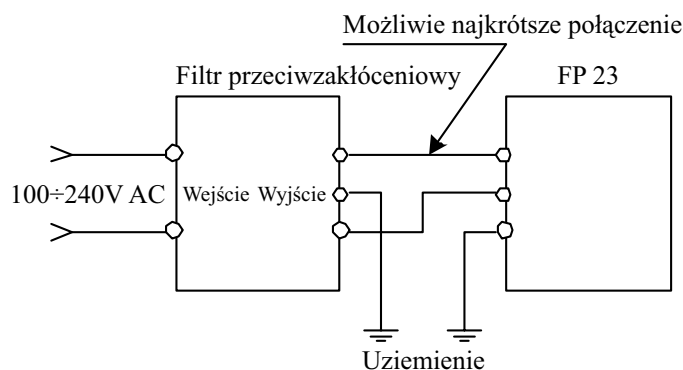 Możliwie najkrótsze połączenie
Filtr przeciwzakłóceniowy
FP 23
100÷240V AC
Wejście Wyjście
Uziemienie